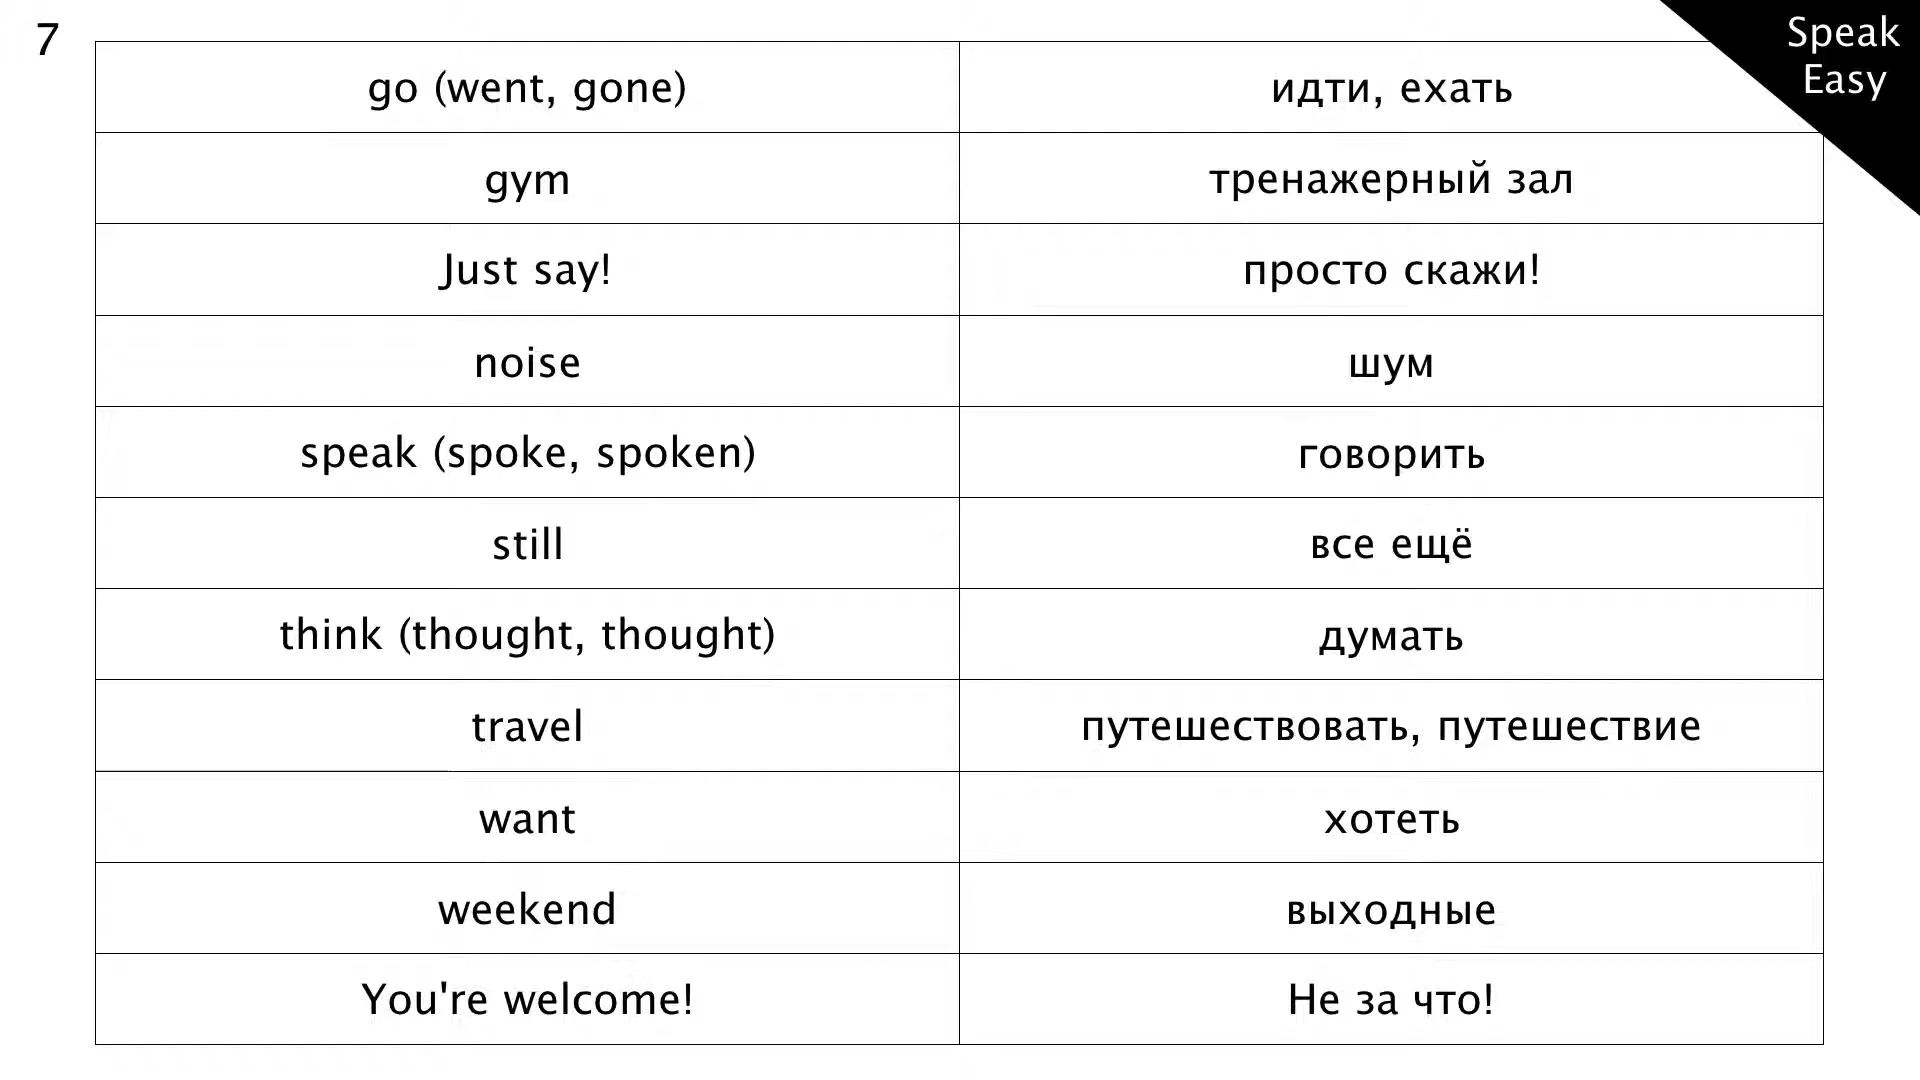 7
Speak
Easy
go (went, gone) идти, ехать
gym тренажерный зал
Just say! просто скажи!
noise шум
speak (spoke, spoken) говорить
still все ещё
think (thought, thought) думать
travel путешествовать, путешествие
want хотеть
weekend выходные
You're welcome! Не за что!